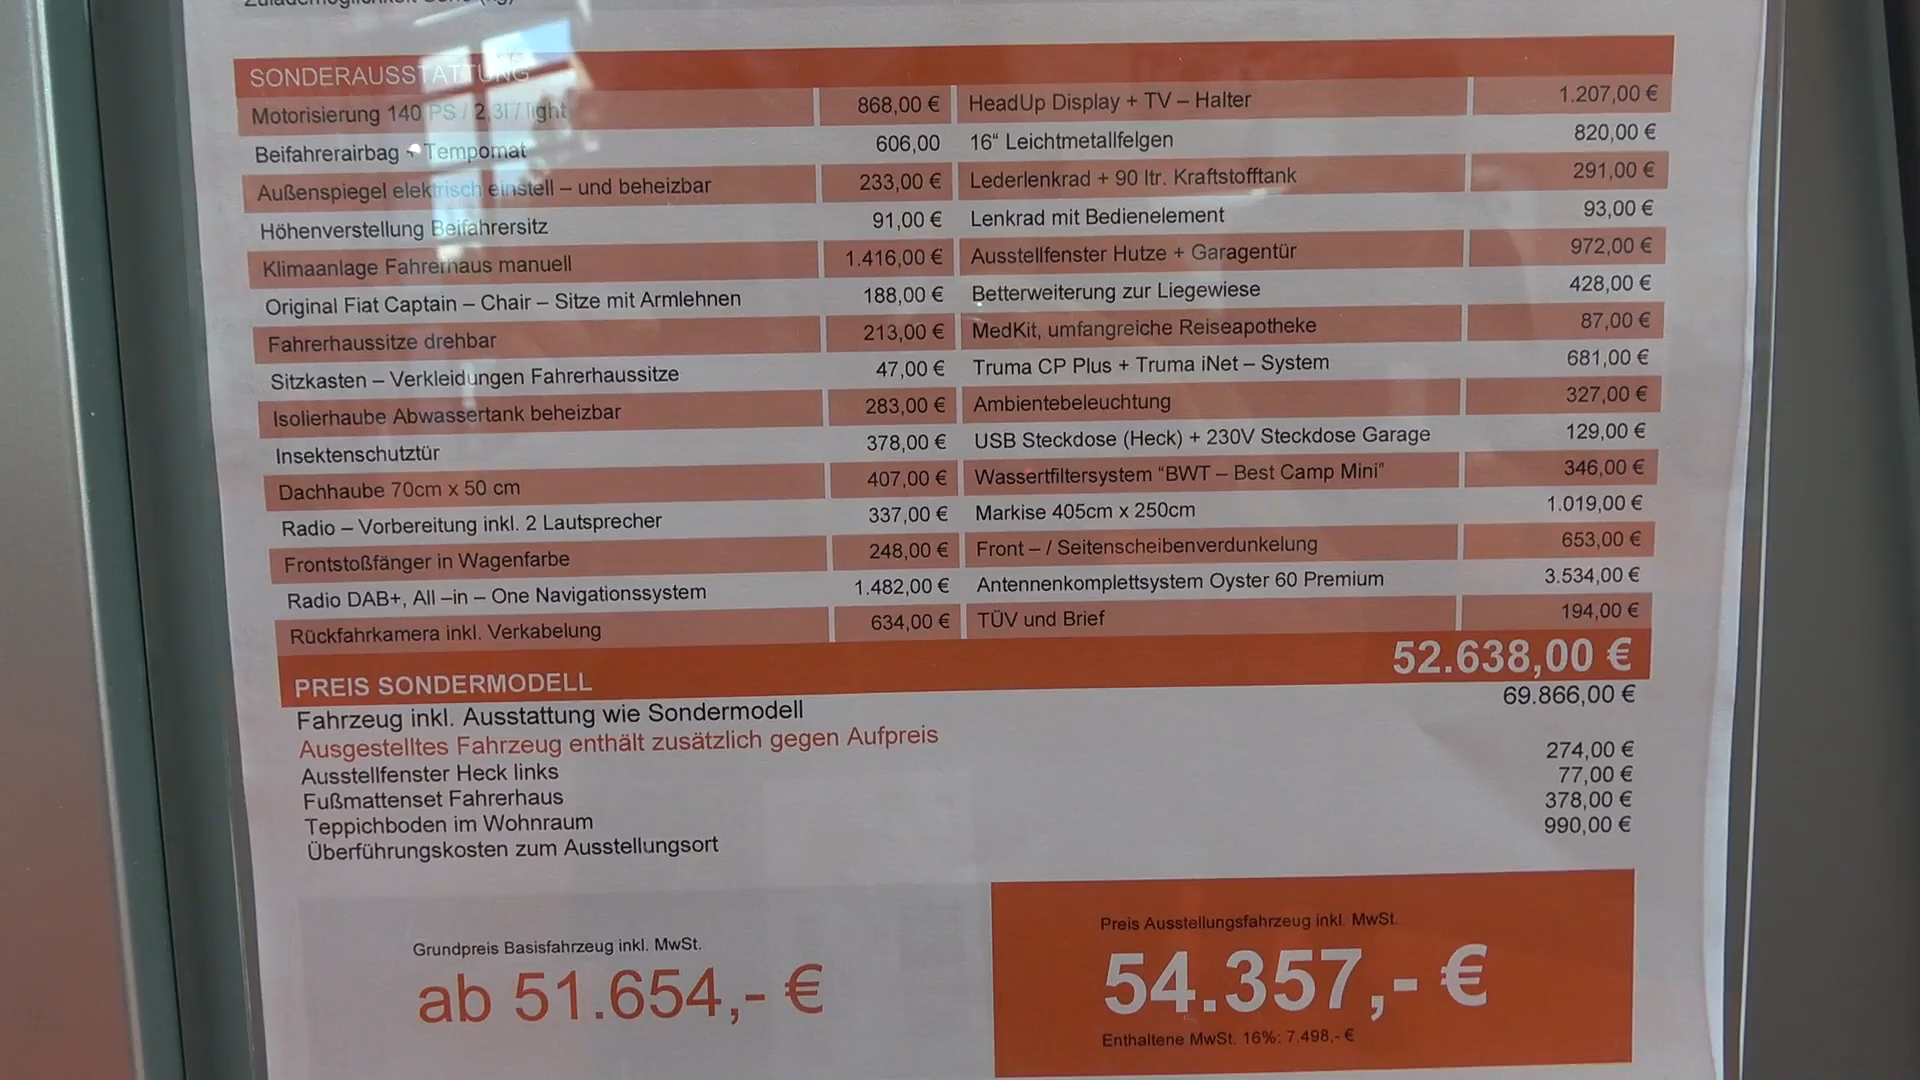 SONDERAUSSTATTUNG
Motorisierung 140 PS / 2,3l / light 868,00 € HeadUp Display + TV – Halter 1.207,00 €
Beifahrerairbag + Tempomat 606,00 16“ Leichtmetallfelgen 820,00 €
Außenspiegel elektrisch einstell – und beheizbar 233,00 € Lederlenkrad + 90 ltr. Kraftstofftank 291,00 €
Höhenverstellung Beifahrersitz 91,00 € Lenkrad mit Bedienelement 93,00 €
Klimaanlage Fahrerhaus manuell 1.416,00 € Ausstellfenster Hutze + Garagentür 972,00 €
Original Fiat Captain – Chair – Sitze mit Armlehnen 188,00 € Betterweiterung zur Liegewiese 428,00 €
Fahrerhaussitze drehbar 213,00 € MedKit, umfangreiche Reiseapotheke 87,00 €
Sitzkasten – Verkleidungen Fahrerhaussitze 47,00 € Truma CP Plus + Truma iNet – System 681,00 €
Isolierhaube Abwassertank beheizbar 283,00 € Ambientebeleuchtung 327,00 €
Insektenschutztür 378,00 € USB Steckdose (Heck) + 230V Steckdose Garage 129,00 €
Dachhaube 70cm x 50 cm 407,00 € Wassertfiltersystem “BWT – Best Camp Mini” 346,00 €
Radio – Vorbereitung inkl. 2 Lautsprecher 337,00 € Markise 405cm x 250cm 1.019,00 €
Frontstoßfänger in Wagenfarbe 248,00 € Front – / Seitenscheibenverdunkelung 653,00 €
Radio DAB+, All –in – One Navigationssystem 1.482,00 € Antennenkomplettsystem Oyster 60 Premium 3.534,00 €
Rückfahrkamera inkl. Verkabelung 634,00 € TÜV und Brief 194,00 €
PREIS SONDERMODELL 52.638,00 €
Fahrzeug inkl. Ausstattung wie Sondermodell 69.866,00 €
Ausgestelltes Fahrzeug enthält zusätzlich gegen Aufpreis
Ausstellfenster Heck links 274,00 €
Fußmattenset Fahrerhaus 77,00 €
Teppichboden im Wohnraum 378,00 €
Überführungskosten zum Ausstellungsort 990,00 €
Grundpreis Basisfahrzeug inkl. MwSt.
ab 51.654,- €
Preis Ausstellungsfahrzeug inkl. MwSt.
54.357,- €
Enthaltene MwSt. 16%: 7.498,- €